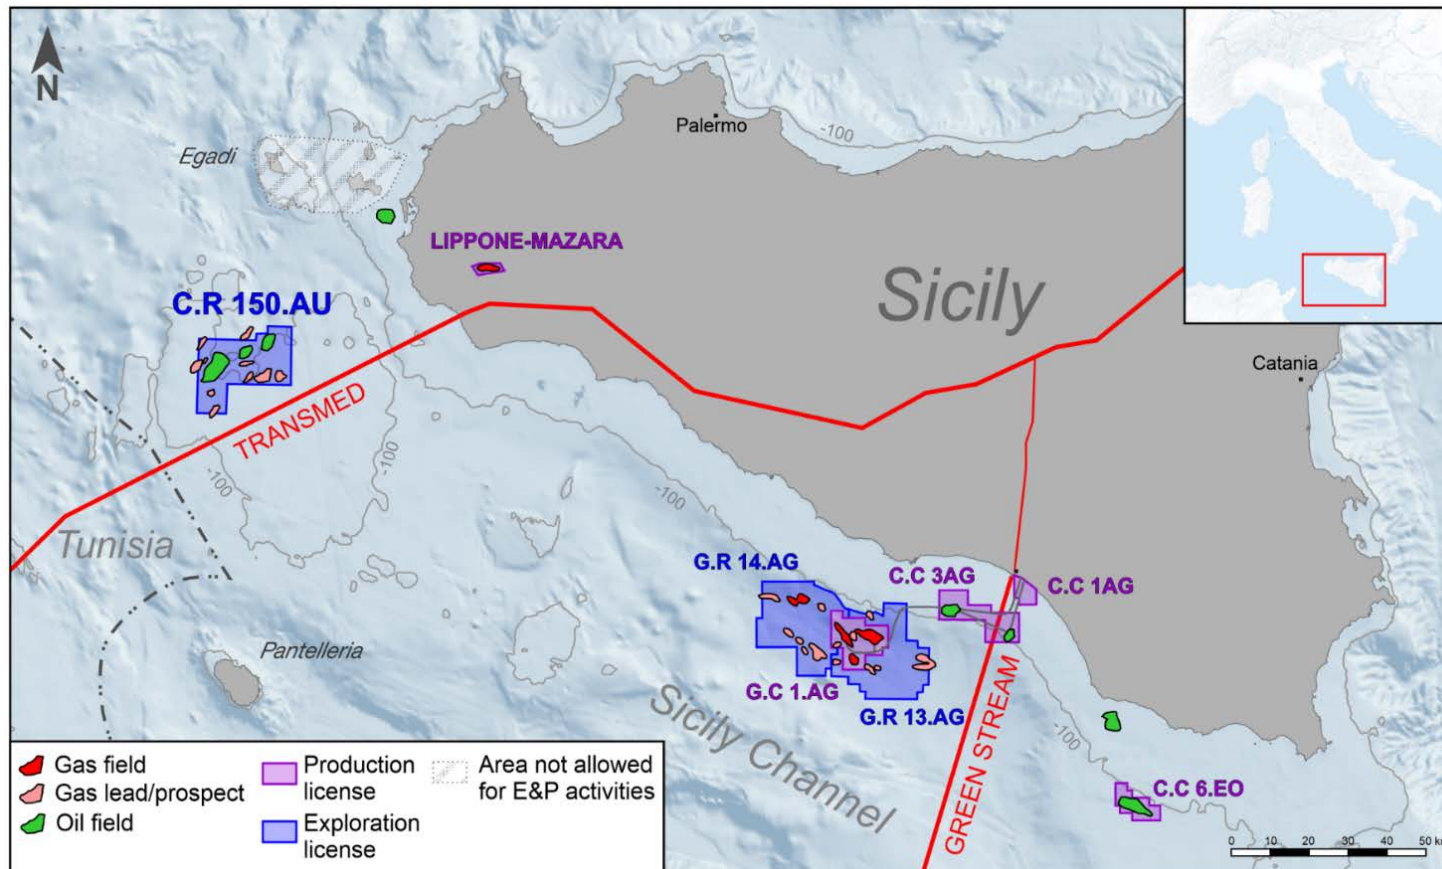 N
Palermo
-100
Egadi
LIPPONE-MAZARA
Sicily
C.R 150.AU
Catania
TRANSMED
-100
-100
-100
Tunisia
G.R 14.AG
C.C 3AG
C.C 1AG
Pantelleria
G.C 1.AG
G.R 13.AG
Sicily Channel
GREEN STREAM
-100
C.C 6.EO
Gas field
Gas lead/prospect
Oil field
Production
license
Exploration
license
Area not allowed
for E&P activities
0 10 20 30 40 50 km